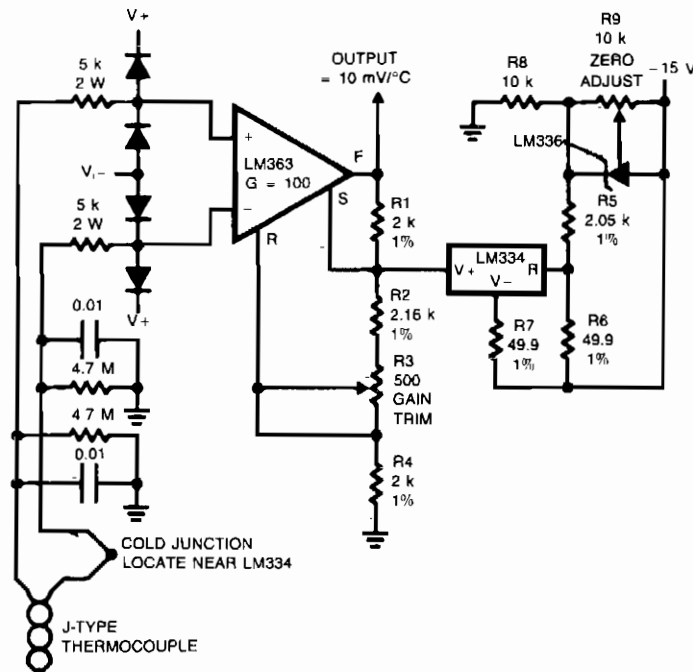 V+
5 k
2 W
V,–
5 k
2 W
V+
0.01
4.7 M
4 7 M
0.01
COLD JUNCTION
LOCATE NEAR LM334
J-TYPE
THERMOCOUPLE
+
LM363
G = 100
–
F
S
R
OUTPUT
= 10 mV/°C
R1
2 k
1%
R2
2.16 k
1%
R3
500
GAIN
TRIM
R4
2 k
1%
LM334
V+
R
V–
R7
49.9
1%
R6
49.9
1%
R5
2.05 k
1%
LM336
R8
10 k
R9
10 k
ZERO
ADJUST
–15 V